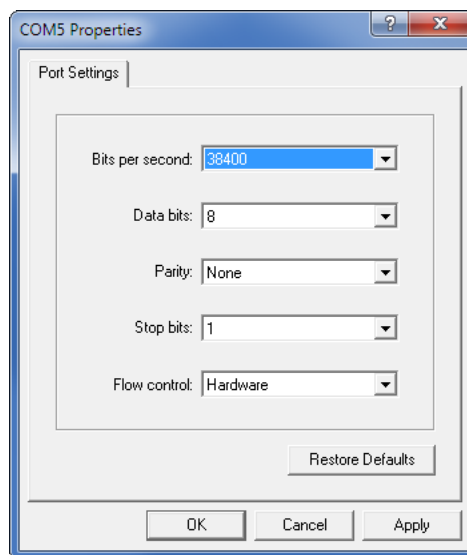 COM5 Properties
Port Settings
Bits per second: 38400
Data bits: 8
Parity: None
Stop bits: 1
Flow control: Hardware
Restore Defaults
OK Cancel Apply